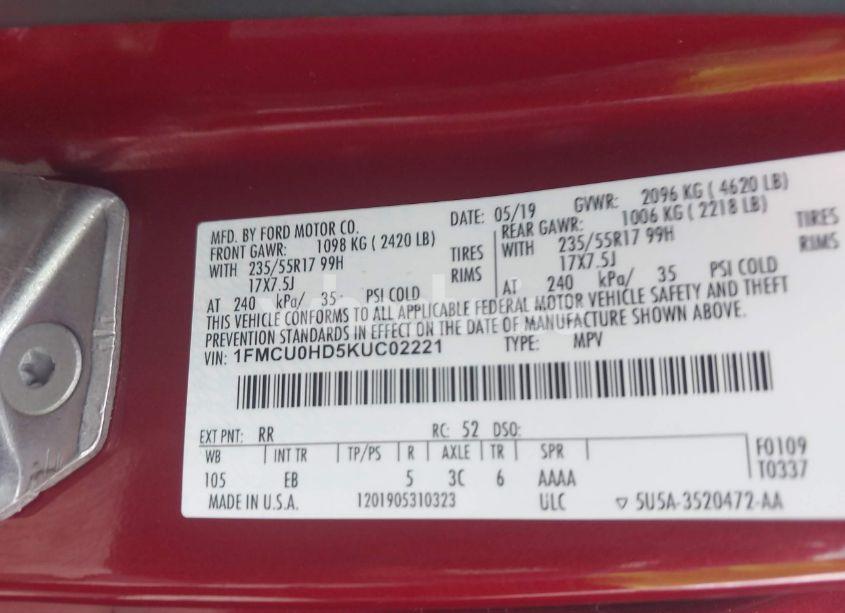 MFD. BY FORD MOTOR CO. DATE: 05/19 GVWR: 2096 KG ( 4620 LB)
FRONT GAWR: 1098 KG ( 2420 LB) REAR GAWR: 1006 KG ( 2218 LB)
WITH 235/55R17 99H TIRES WITH 235/55R17 99H TIRES
17X7.5J RIMS 17X7.5J RIMS
AT 240 kPa/ 35 PSI COLD AT 240 kPa/ 35 PSI COLD
THIS VEHICLE CONFORMS TO ALL APPLICABLE FEDERAL MOTOR VEHICLE SAFETY AND THEFT
PREVENTION STANDARDS IN EFFECT ON THE DATE OF MANUFACTURE SHOWN ABOVE.
VIN: 1FMCU0HD5KUC02221 TYPE: MPV
EXT PNT: RR RC: 52 DSO:
WB INT TR TP/PS R AXLE TR SPR F0109
105 EB 5 3C 6 AAAA T0337
MADE IN U.S.A. 1201905310323 ULC ▽ 5U5A-3520472-AA